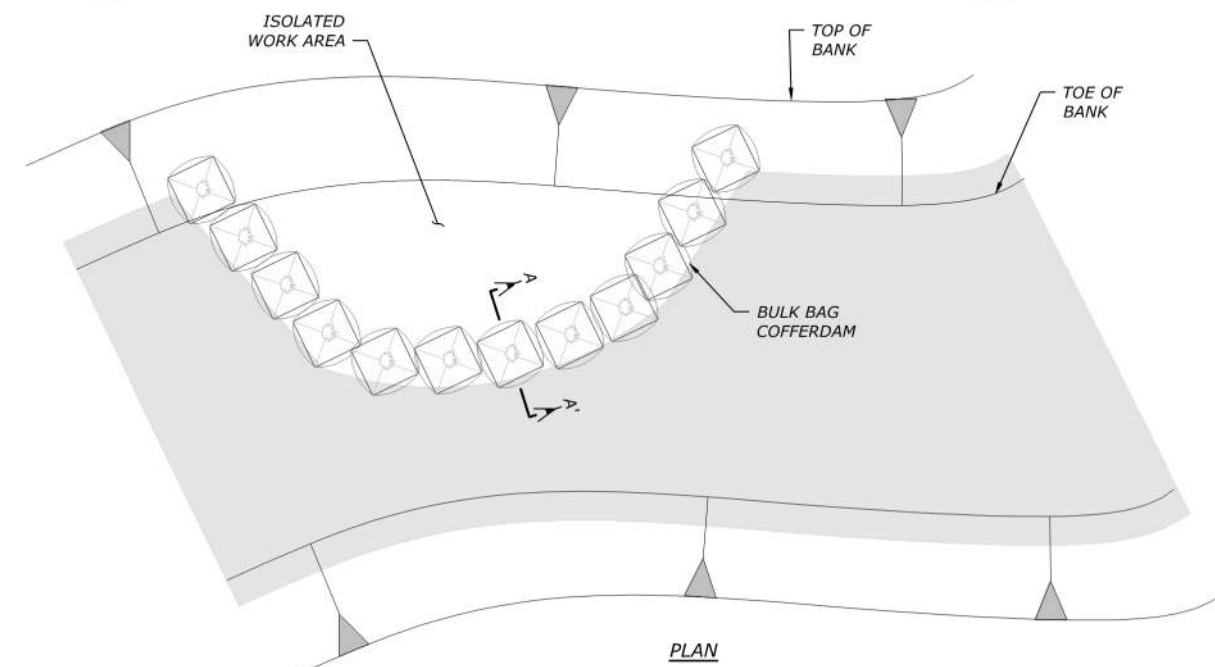 ISOLATED
WORK AREA
TOP OF
BANK
TOE OF
BANK
A
BULK BAG
COFFERDAM
A'
PLAN